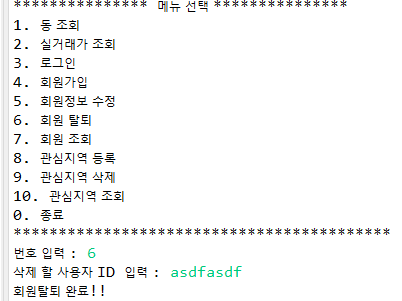 *************** 메뉴 선택 ***************
1. 동 조회
2. 실거래가 조회
3. 로그인
4. 회원가입
5. 회원정보 수정
6. 회원 탈퇴
7. 회원 조회
8. 관심지역 등록
9. 관심지역 삭제
10. 관심지역 조회
0. 종료
******************************************
번호 입력 : 6
삭제 할 사용자 ID 입력 : asdfasdf
회원탈퇴 완료!!